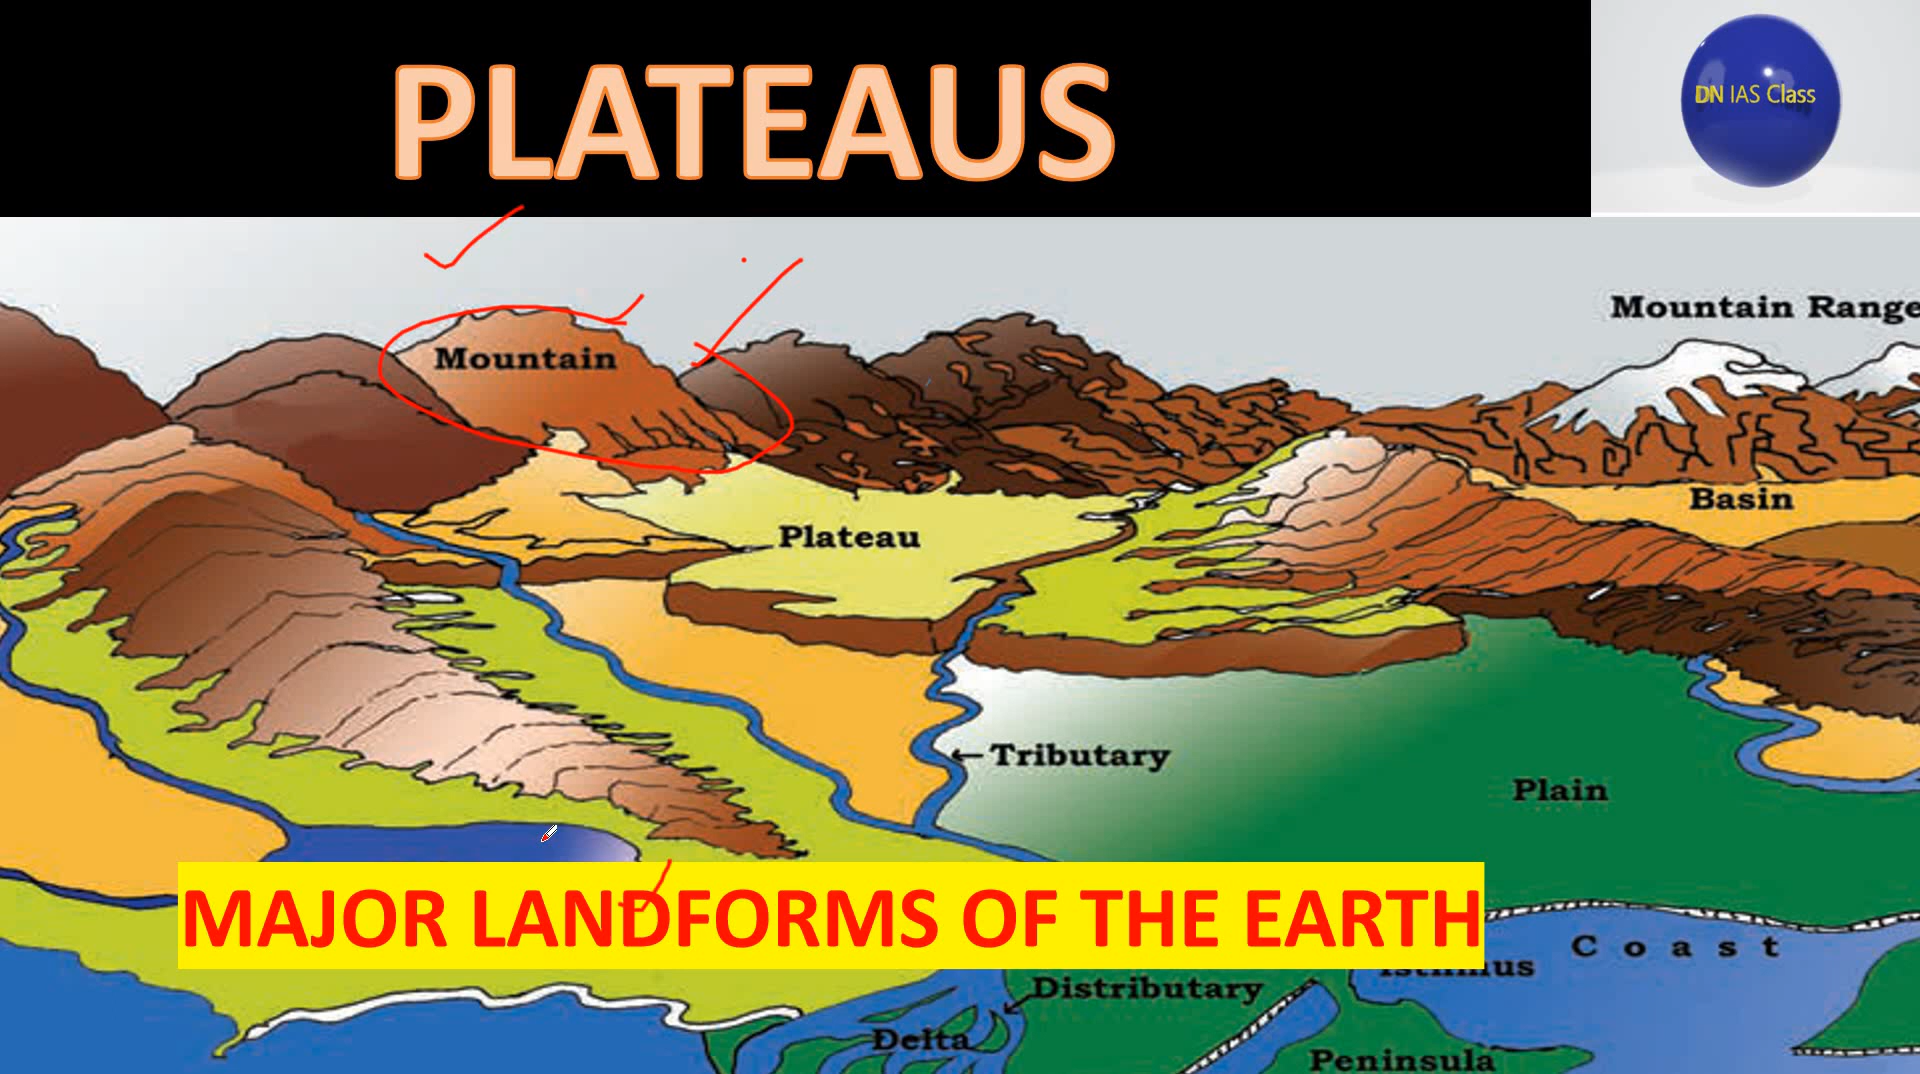 PLATEAUS
DN IAS Class
Mountain Range
Mountain
Basin
Plateau
Tributary
Plain
MAJOR LANDFORMS OF THE EARTH
Coast
Distributary
Delta
Peninsula